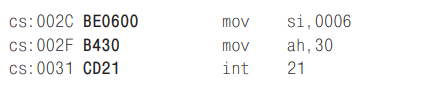 cs:002C BE0600 mov si,0006
cs:002F B430 mov ah,30
cs:0031 CD21 int 21